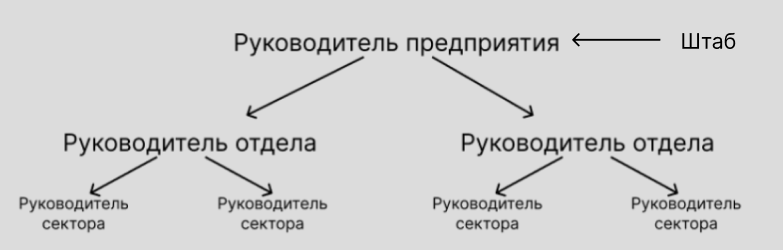 Руководитель предприятия
Штаб
Руководитель отдела
Руководитель отдела
Руководитель
сектора
Руководитель
сектора
Руководитель
сектора
Руководитель
сектора